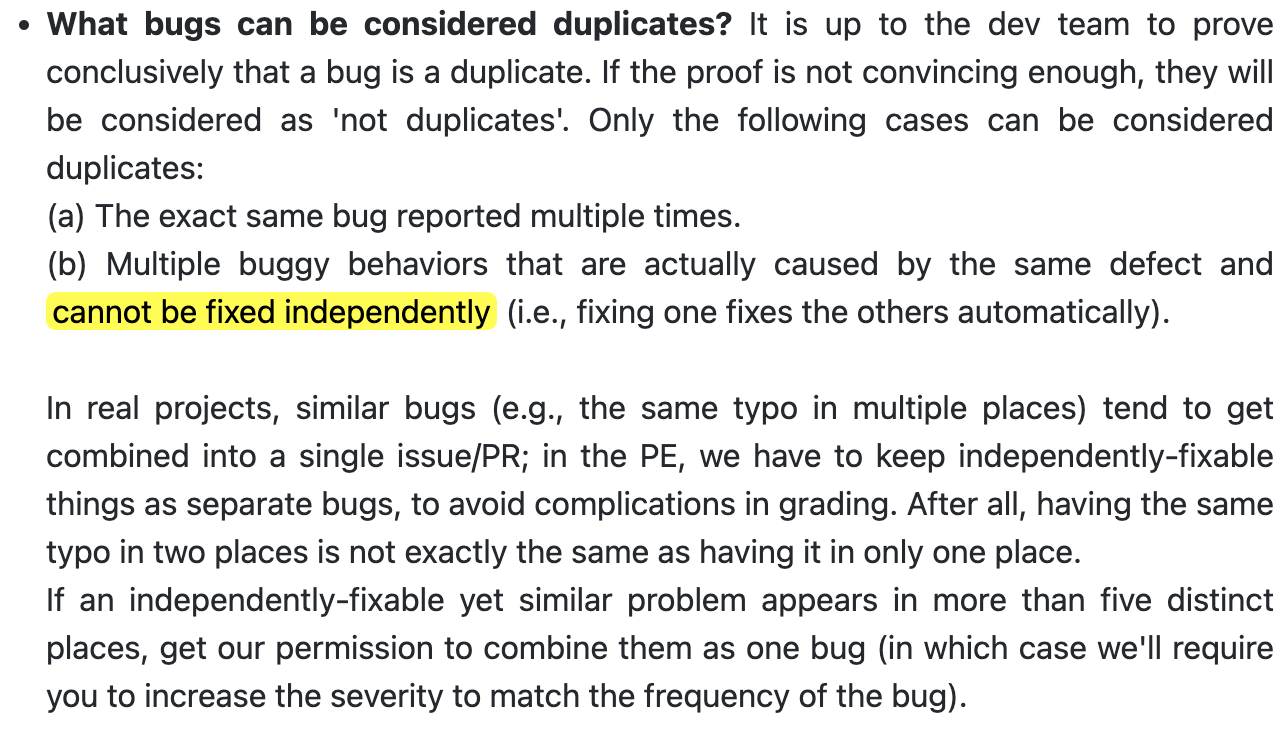 • What bugs can be considered duplicates? It is up to the dev team to prove
conclusively that a bug is a duplicate. If the proof is not convincing enough, they will
be considered as 'not duplicates'. Only the following cases can be considered
duplicates:
(a) The exact same bug reported multiple times.
(b) Multiple buggy behaviors that are actually caused by the same defect and
cannot be fixed independently (i.e., fixing one fixes the others automatically).
In real projects, similar bugs (e.g., the same typo in multiple places) tend to get
combined into a single issue/PR; in the PE, we have to keep independently-fixable
things as separate bugs, to avoid complications in grading. After all, having the same
typo in two places is not exactly the same as having it in only one place.
If an independently-fixable yet similar problem appears in more than five distinct
places, get our permission to combine them as one bug (in which case we'll require
you to increase the severity to match the frequency of the bug).